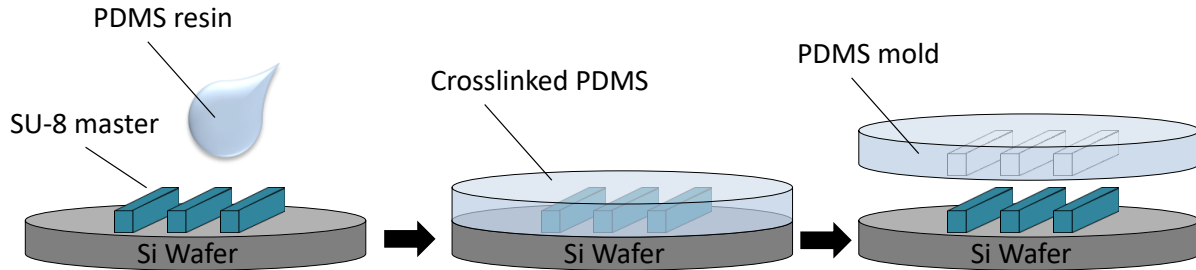 PDMS resin
SU-8 master
Si Wafer
Crosslinked PDMS
Si Wafer
PDMS mold
Si Wafer